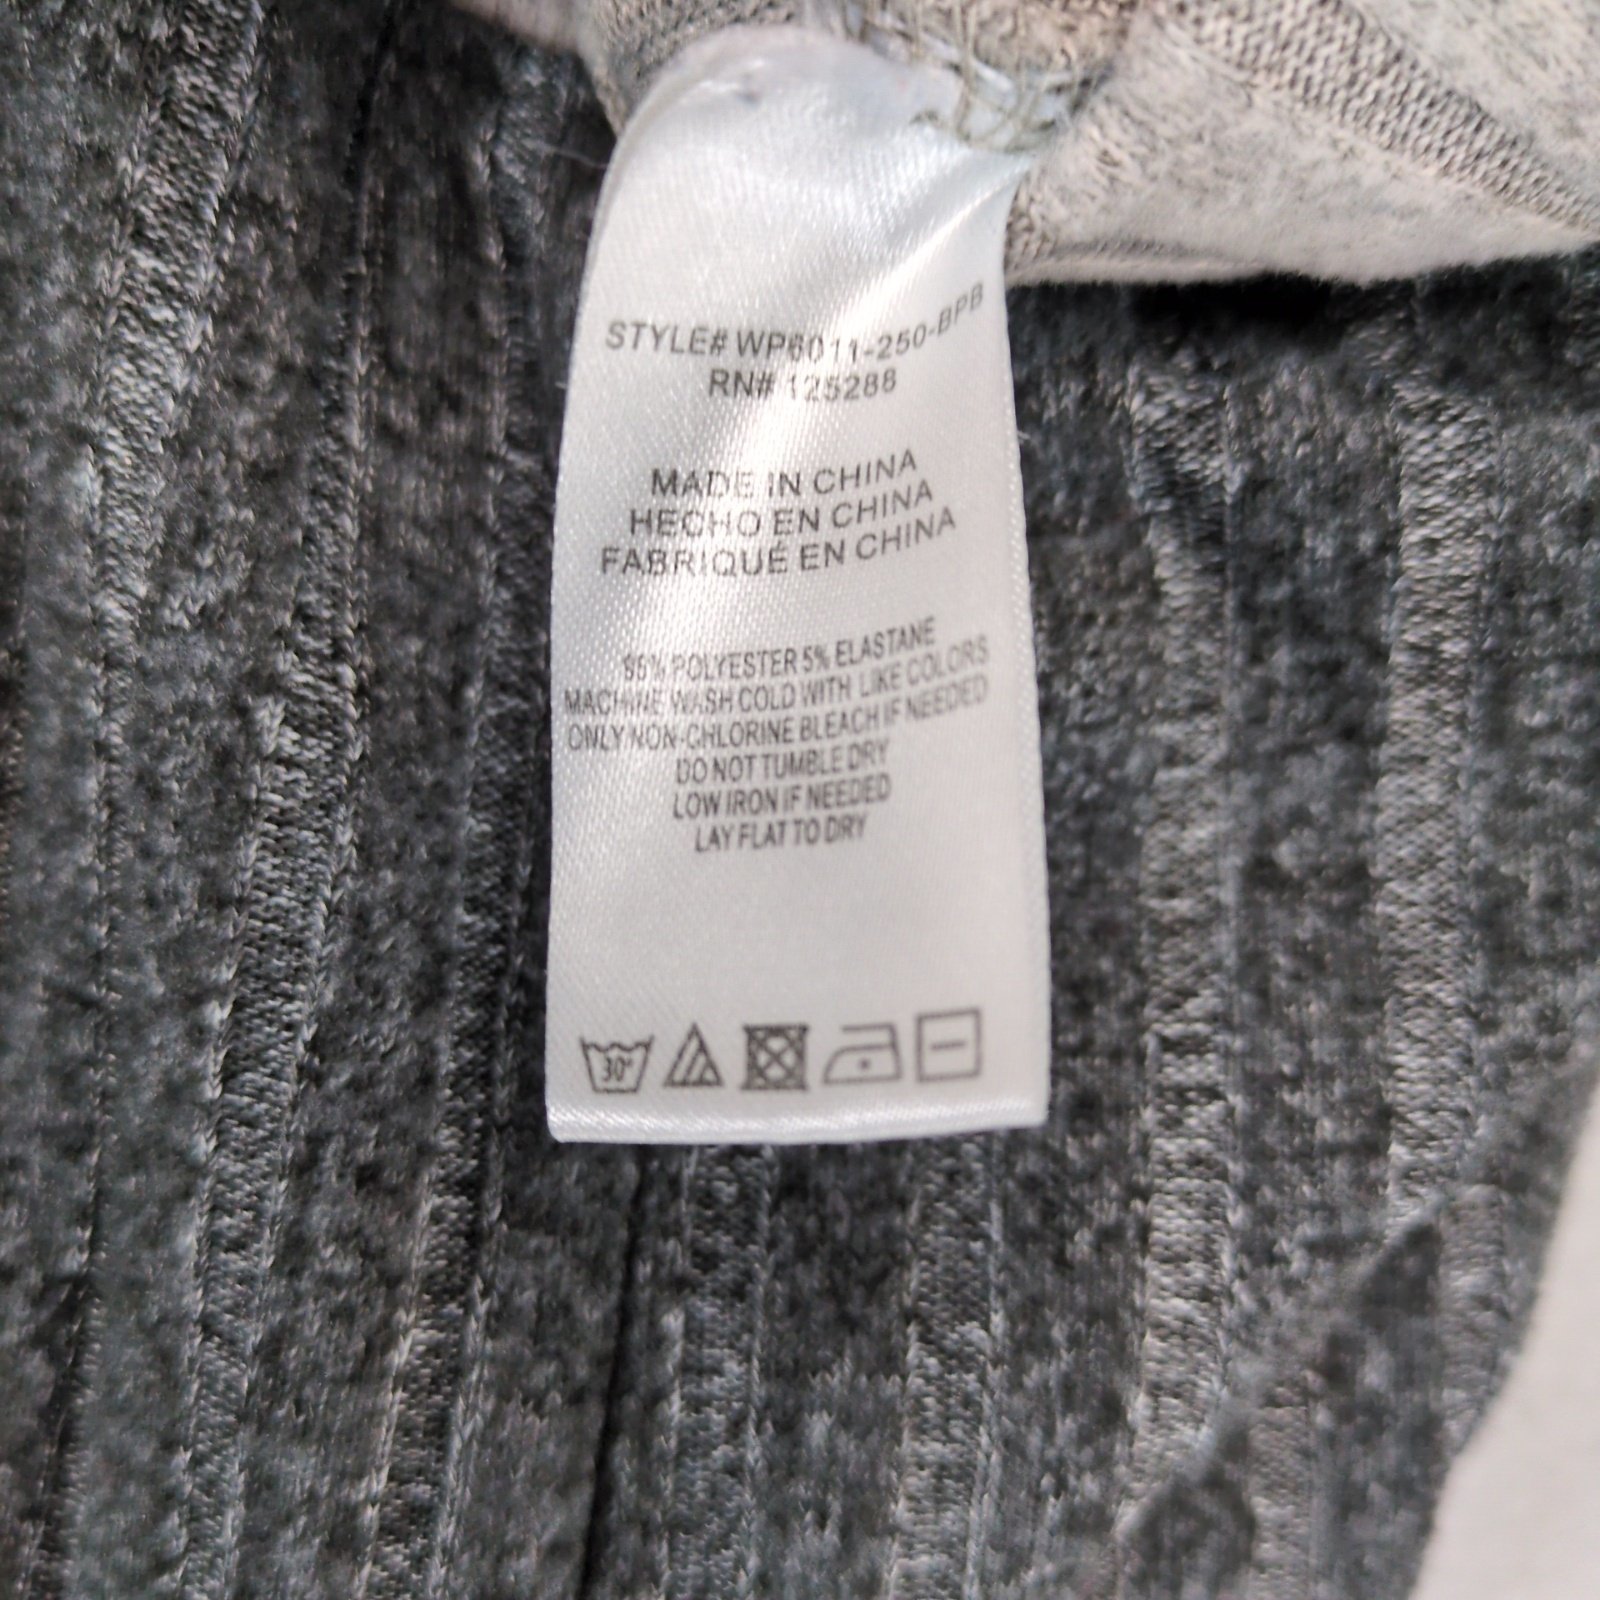 STYLE# WP6011-250-BPB
RN# 125288
MADE IN CHINA
HECHO EN CHINA
FABRIQUÉ EN CHINA
95% POLYESTER 5% ELASTANE
MACHINE WASH COLD WITH LIKE COLORS
ONLY NON-CHLORINE BLEACH IF NEEDED
DO NOT TUMBLE DRY
LOW IRON IF NEEDED
LAY FLAT TO DRY
30°